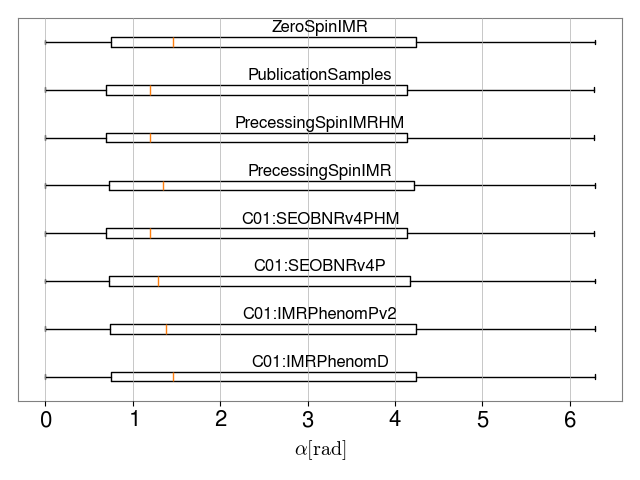 ZeroSpinIMR
PublicationSamples
PrecessingSpinIMRHM
PrecessingSpinIMR
C01:SEOBNRv4PHM
C01:SEOBNRv4P
C01:IMRPhenomPv2
C01:IMRPhenomD
0 1 2 3 4 5 6
α[rad]